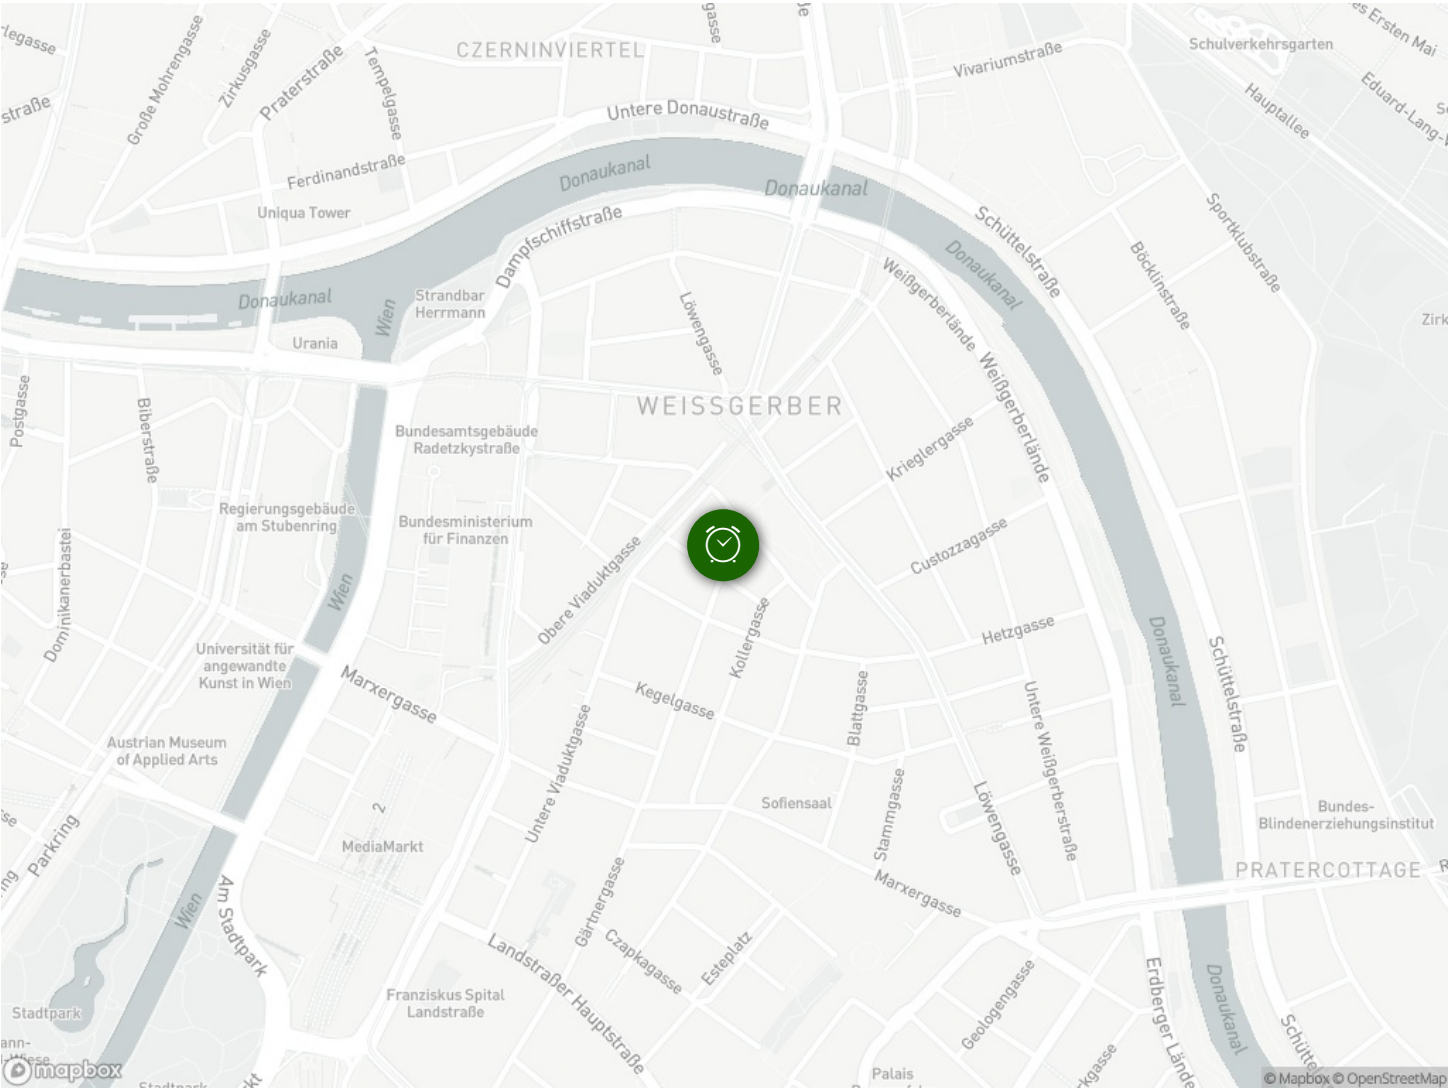 CZERNINVIERTEL
Große Mohrengasse
Zirkusgasse
Praterstraße
Tempelgasse
Untere Donaustraße
Vivariumstraße
Schulverkehrsgarten
Hauptallee
Ferdinandstraße
Donaukanal
Donaukanal
Uniqua Tower
Dampfschiffstraße
Schüttelstraße
Sportklubstraße
Böcklinstraße
Donaukanal
Donaukanal
Wien
Strandbar
Herrmann
Urania
Löwengasse
Weißgerberlände
Weißgerberlände
Postgasse
Biberstraße
WEISSGERBER
Bundesamtsgebäude
Radetzkystraße
Krieglergasse
Regierungsgebäude
am Stubenring
Bundesministerium
für Finanzen
Custozzagasse
Obere Viaduktgasse
Dominikanerbastei
Wien
Kollergasse
Hetzgasse
Donaukanal
Schüttelstraße
Universität für
angewandte
Kunst in Wien
Marxergasse
Kegelgasse
Blattgasse
Untere Weißgerberstraße
Untere Viaduktgasse
Austrian Museum
of Applied Arts
2
Sofiensaal
Stammgasse
Löwengasse
Bundes-
Blindenerziehungsinstitut
MediaMarkt
Parkring
PRATERCOTTAGE
Marxergasse
Wien
Am Stadtpark
Gärtnergasse
Czapkagasse
Esteplatz
Landstraßer Hauptstraße
Franziskus Spital
Landstraße
Geologengasse
Erdberger Lände
Donaukanal
Stadtpark
Palais
mapbox
© Mapbox © OpenStreetMap